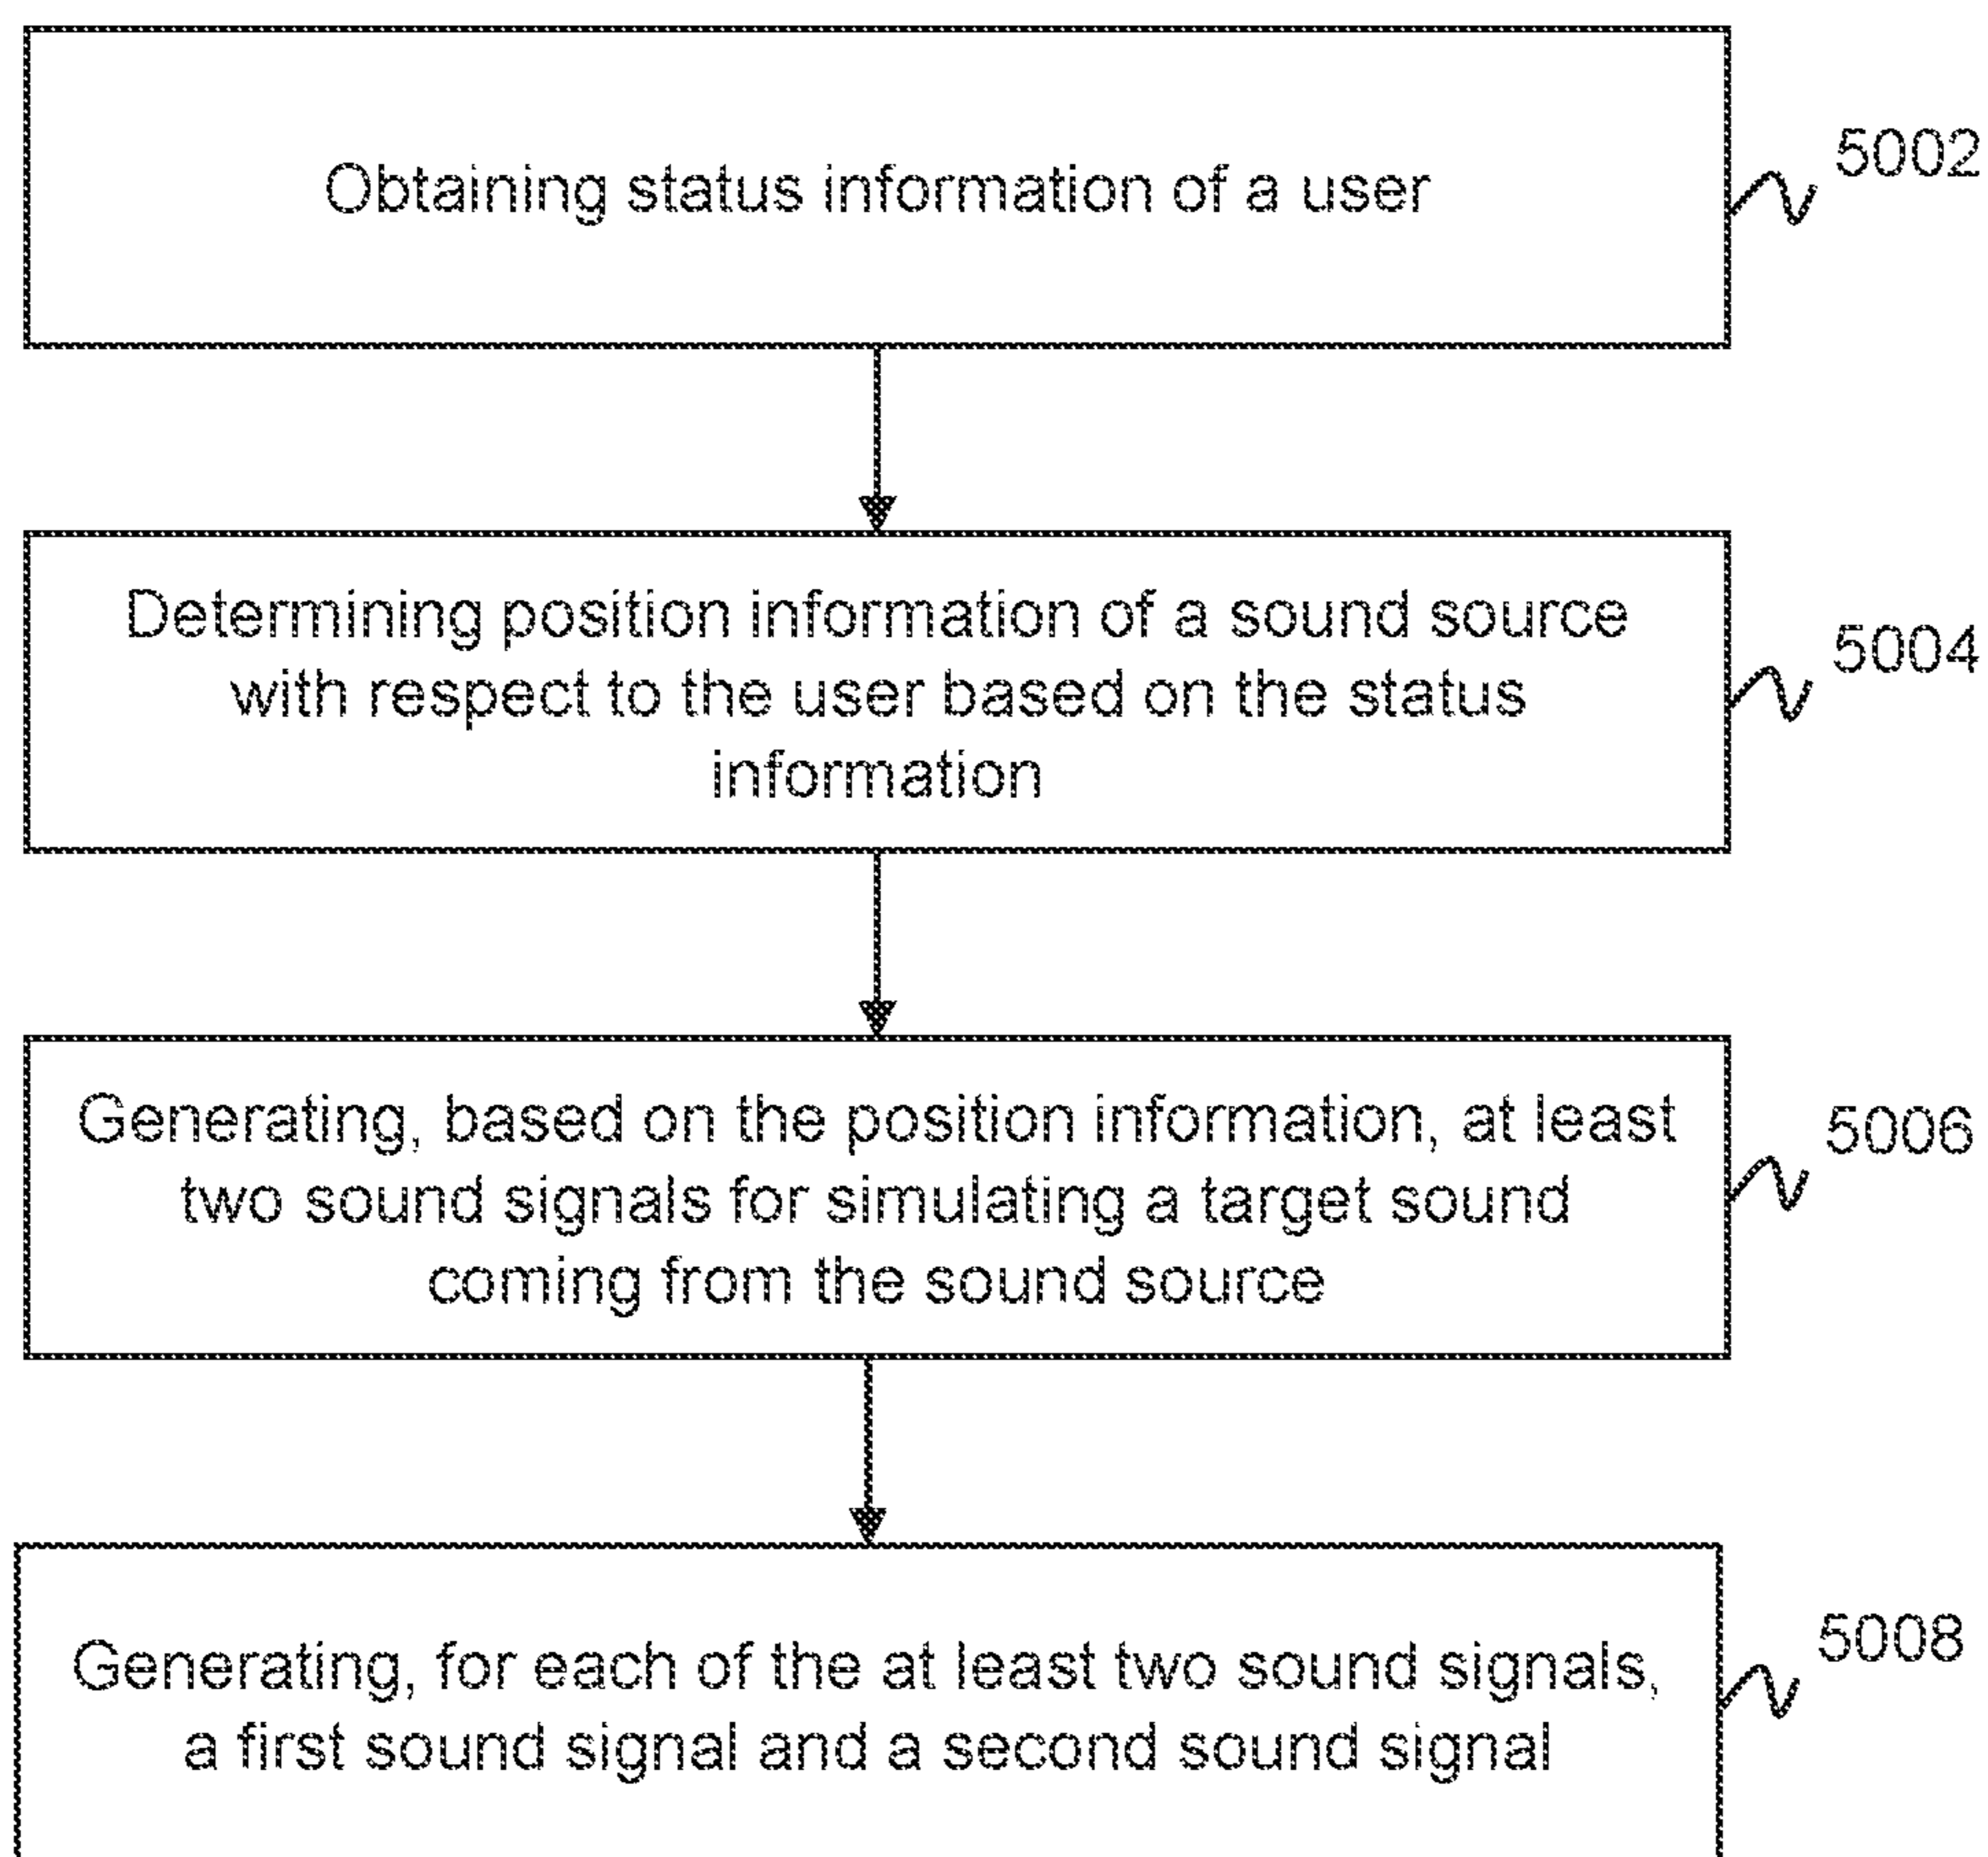 Obtaining status information of a user
5002
Determining position information of a sound source
with respect to the user based on the status
information
5004
Generating, based on the position information, at least
two sound signals for simulating a target sound
coming from the sound source
5006
Generating, for each of the at least two sound signals,
a first sound signal and a second sound signal
5008